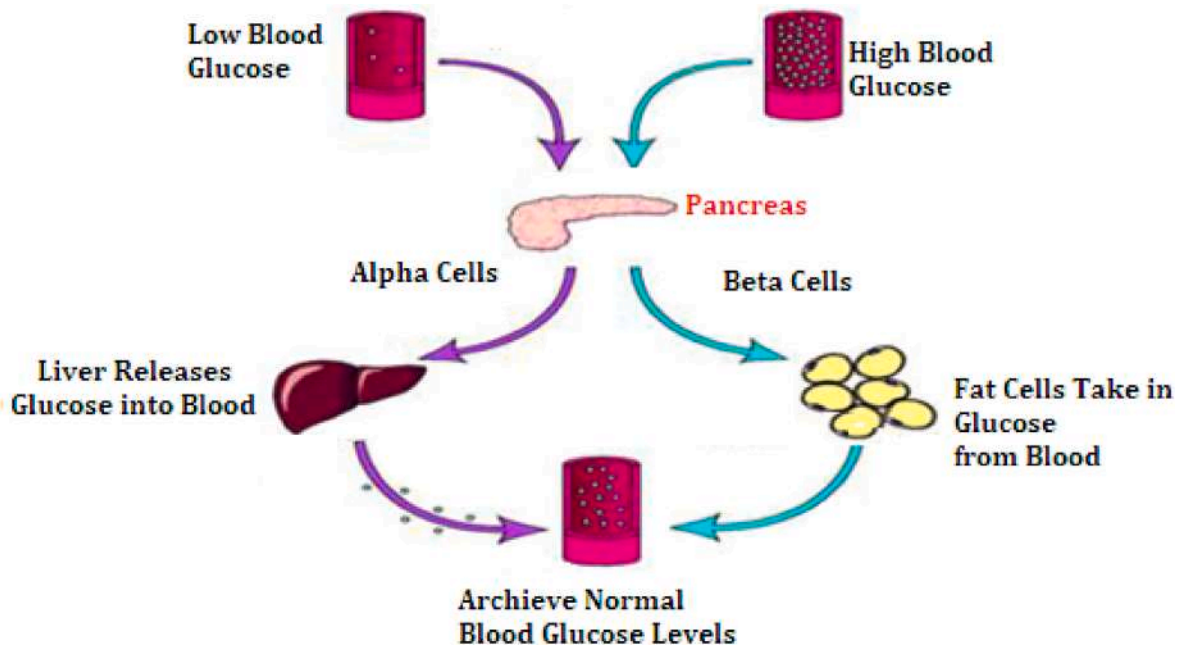 Low Blood
Glucose
High Blood
Glucose
Pancreas
Alpha Cells
Beta Cells
Liver Releases
Glucose into Blood
Fat Cells Take in
Glucose
from Blood
Archieve Normal
Blood Glucose Levels